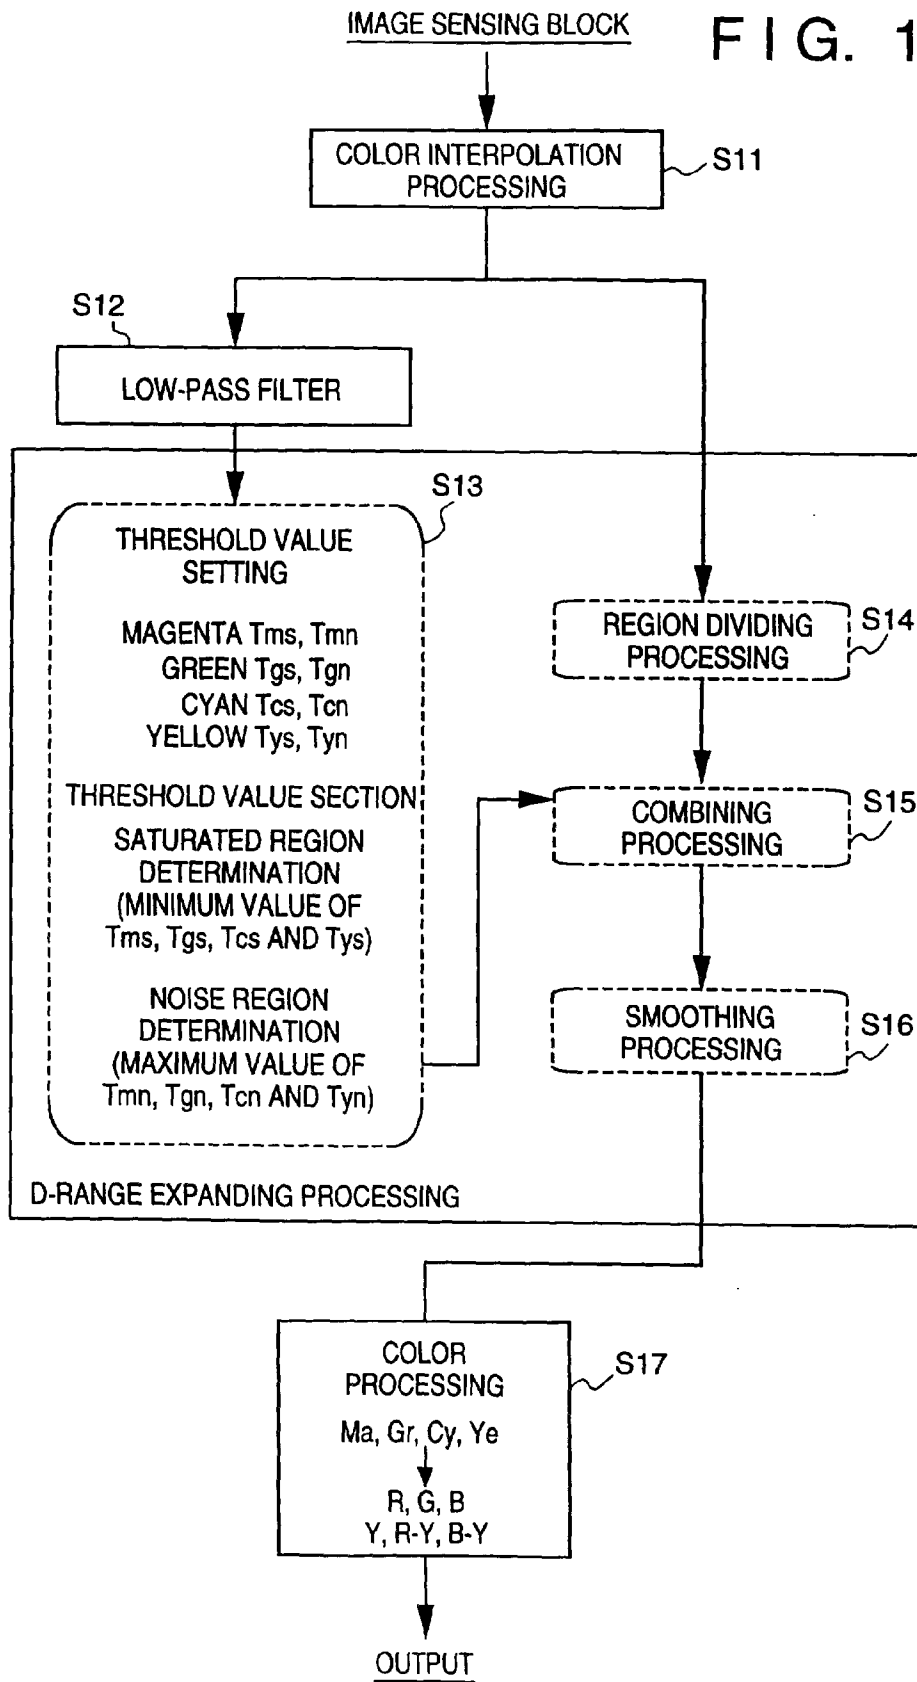 IMAGE SENSING BLOCK
FIG. 1
COLOR INTERPOLATION
PROCESSING
S11
S12
LOW-PASS FILTER
S13
THRESHOLD VALUE
SETTING
MAGENTA Tms, Tmn
GREEN Tgs, Tgn
CYAN Tcs, Tcn
YELLOW Tys, Tyn
THRESHOLD VALUE SECTION
SATURATED REGION
DETERMINATION
(MINIMUM VALUE OF
Tms, Tgs, Tcs AND Tys)
NOISE REGION
DETERMINATION
(MAXIMUM VALUE OF
Tmn, Tgn, Tcn AND Tyn)
REGION DIVIDING
PROCESSING
S14
COMBINING
PROCESSING
S15
SMOOTHING
PROCESSING
S16
D-RANGE EXPANDING PROCESSING
COLOR
PROCESSING
S17
Ma, Gr, Cy, Ye
R, G, B
Y, R-Y, B-Y
OUTPUT